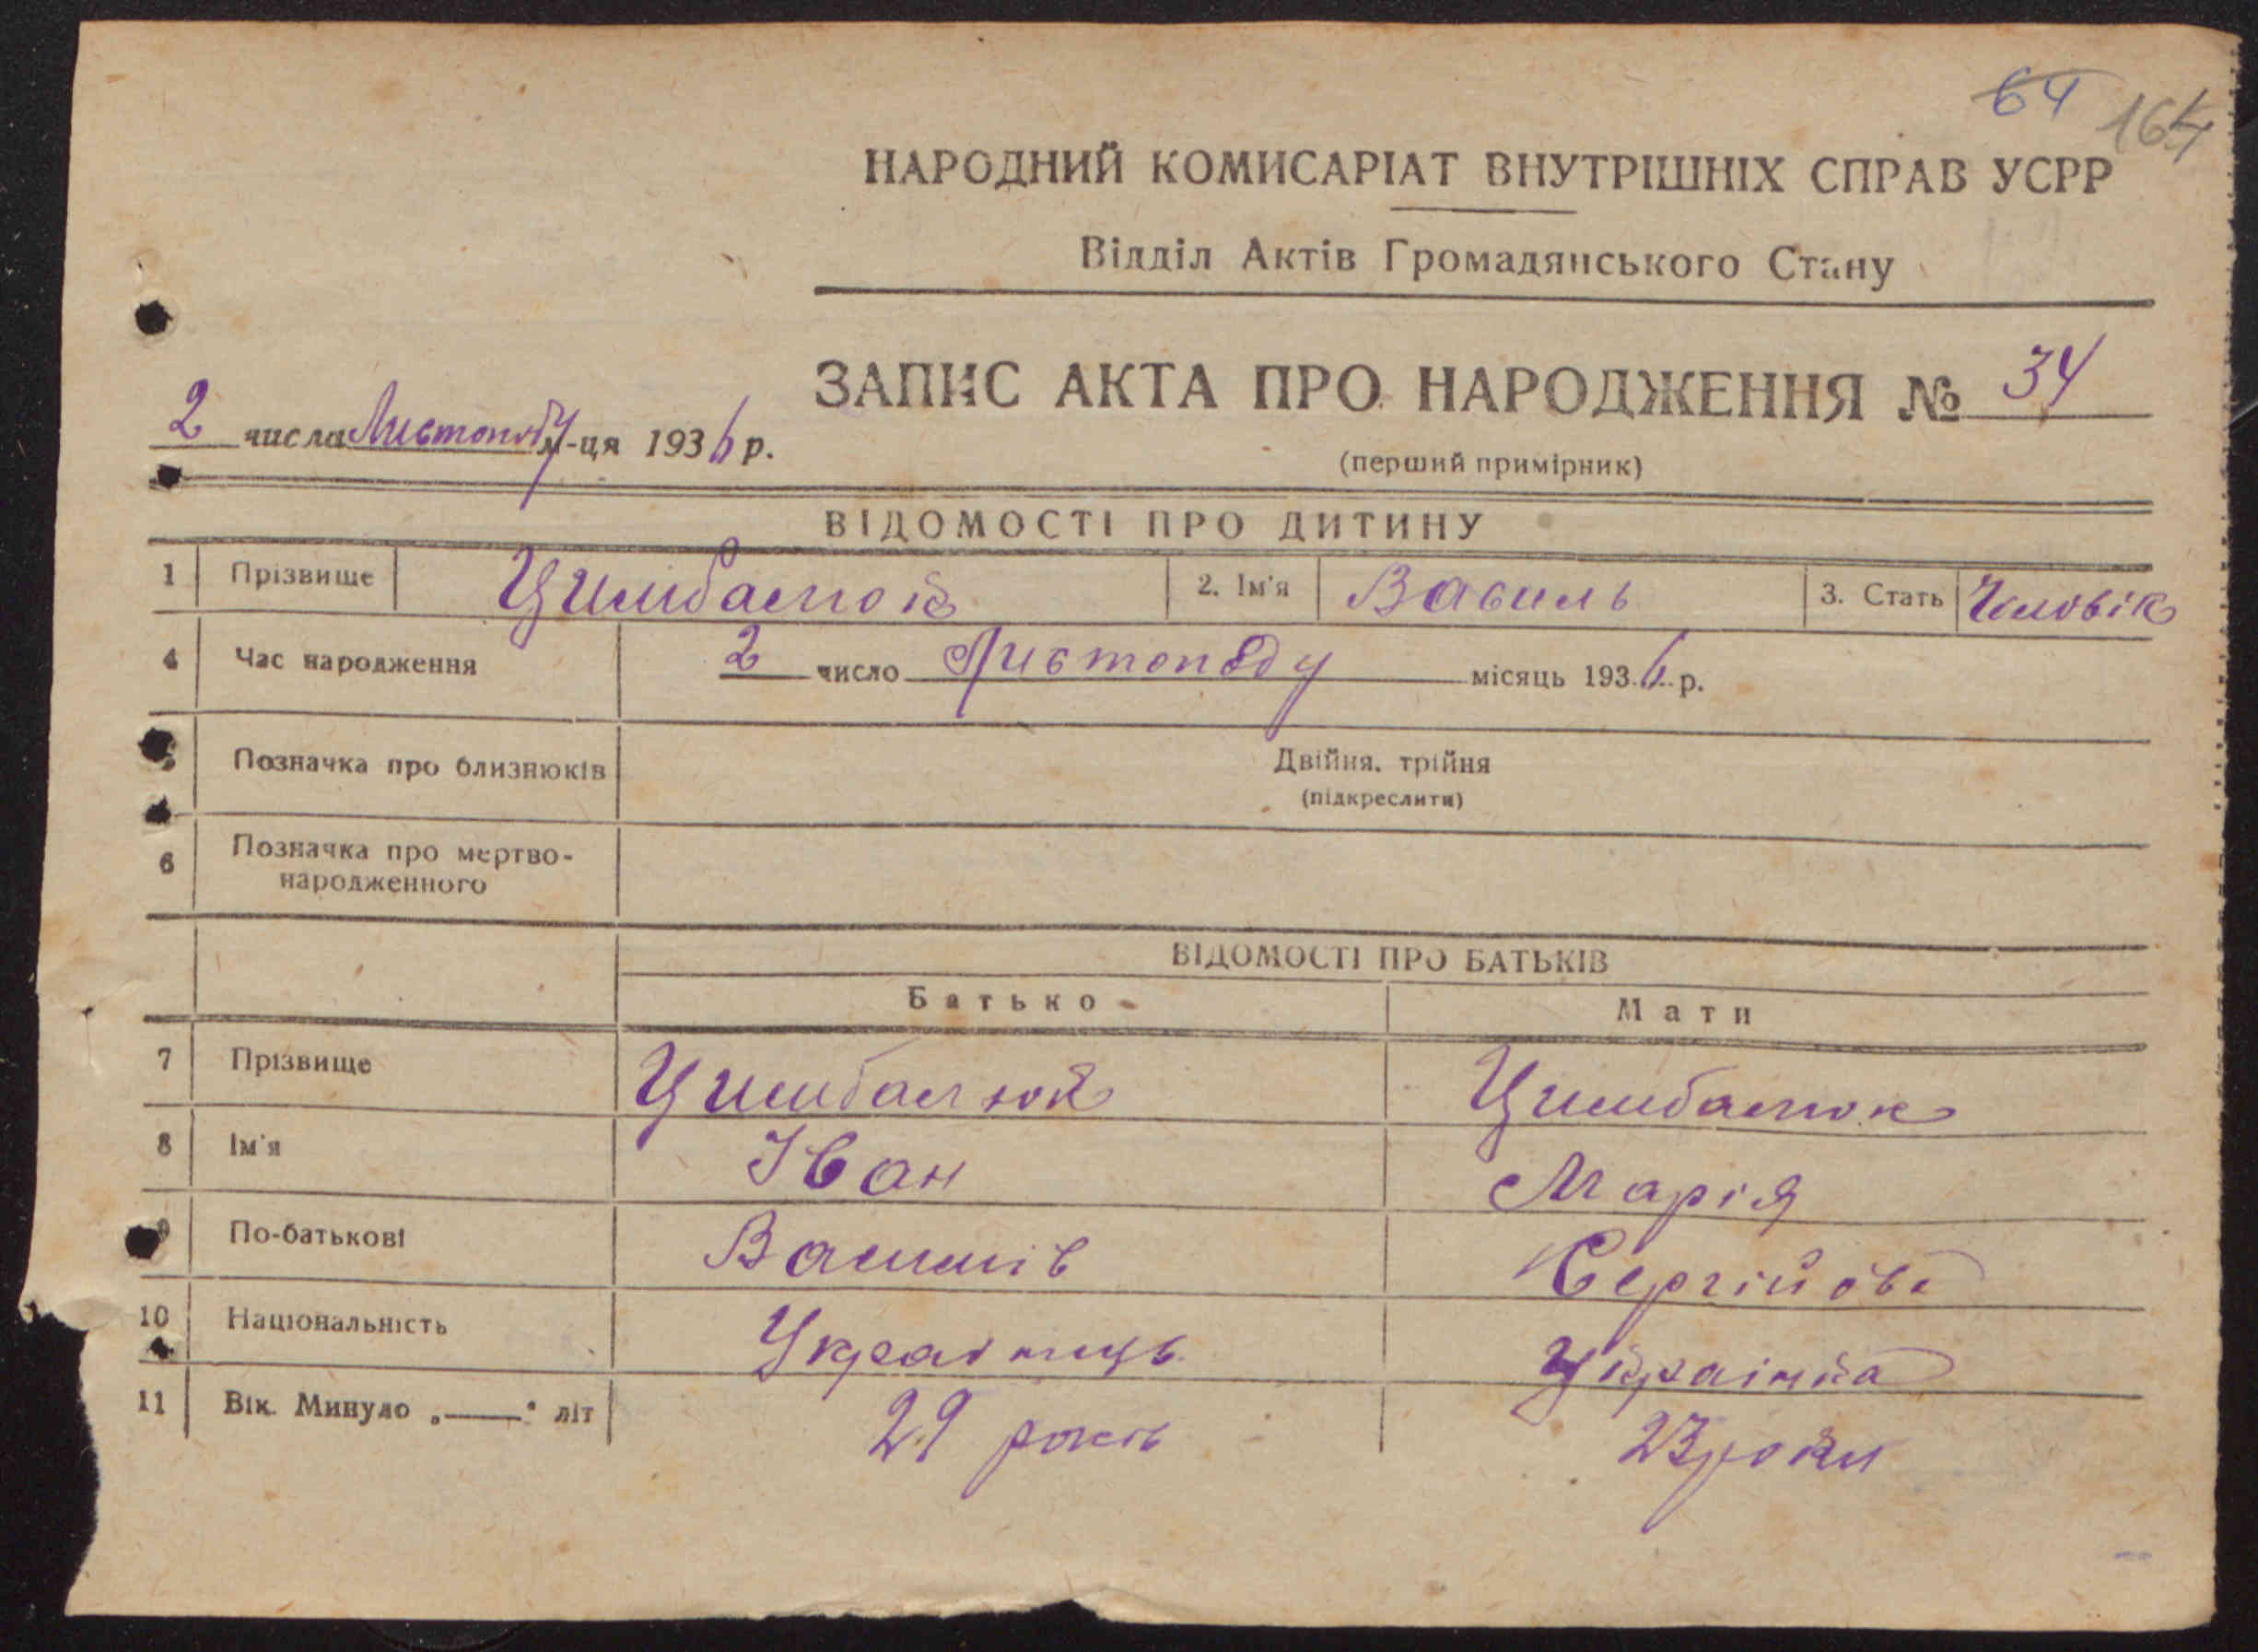 64 164
НАРОДНИЙ КОМИСАРІАТ ВНУТРІШНІХ СПРАВ УСРР
Відділ Актів Громадянського Стану
ЗАПИС АКТА ПРО НАРОДЖЕННЯ № 34
2 числа Листопаду м-ця 1936 р.
(перший примірник)
ВІДОМОСТІ ПРО ДИТИНУ
1 Прізвище Цимбалюк 2. Ім'я Василь 3. Стать Чоловік
4 Час народження 2 число Листопаду місяць 1936 р.
5 Позначка про близнюків Двійня, трійня
(підкреслити)
6 Позначка про мертво-
народженного
ВІДОМОСТІ ПРО БАТЬКІВ
Батько Мати
7 Прізвище Цимбалюк Цимбалюк
8 Ім'я Іван Марія
9 По-батькові Сергійова
10 Національність Українець Українка
11 Вік. Минуло „—“ літ 29 років 23 роки